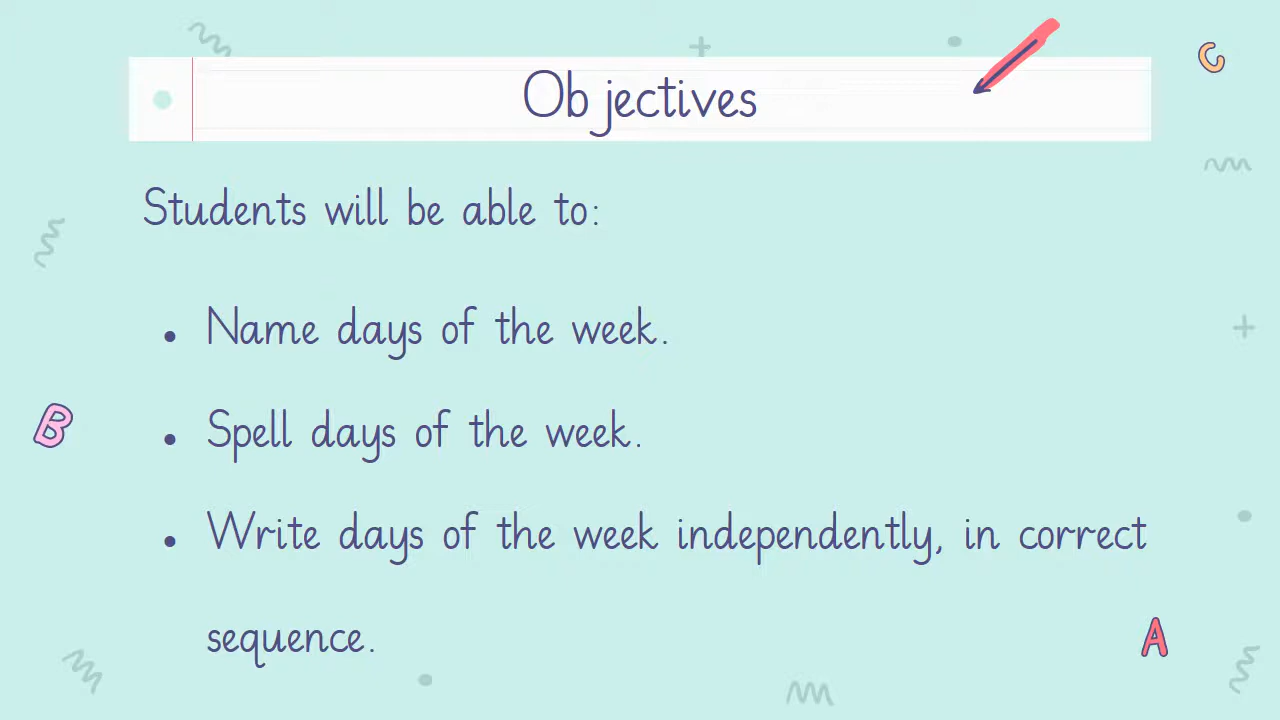 Objectives
C
Students will be able to:
• Name days of the week.
B
• Spell days of the week.
• Write days of the week independently, in correct
sequence.
A